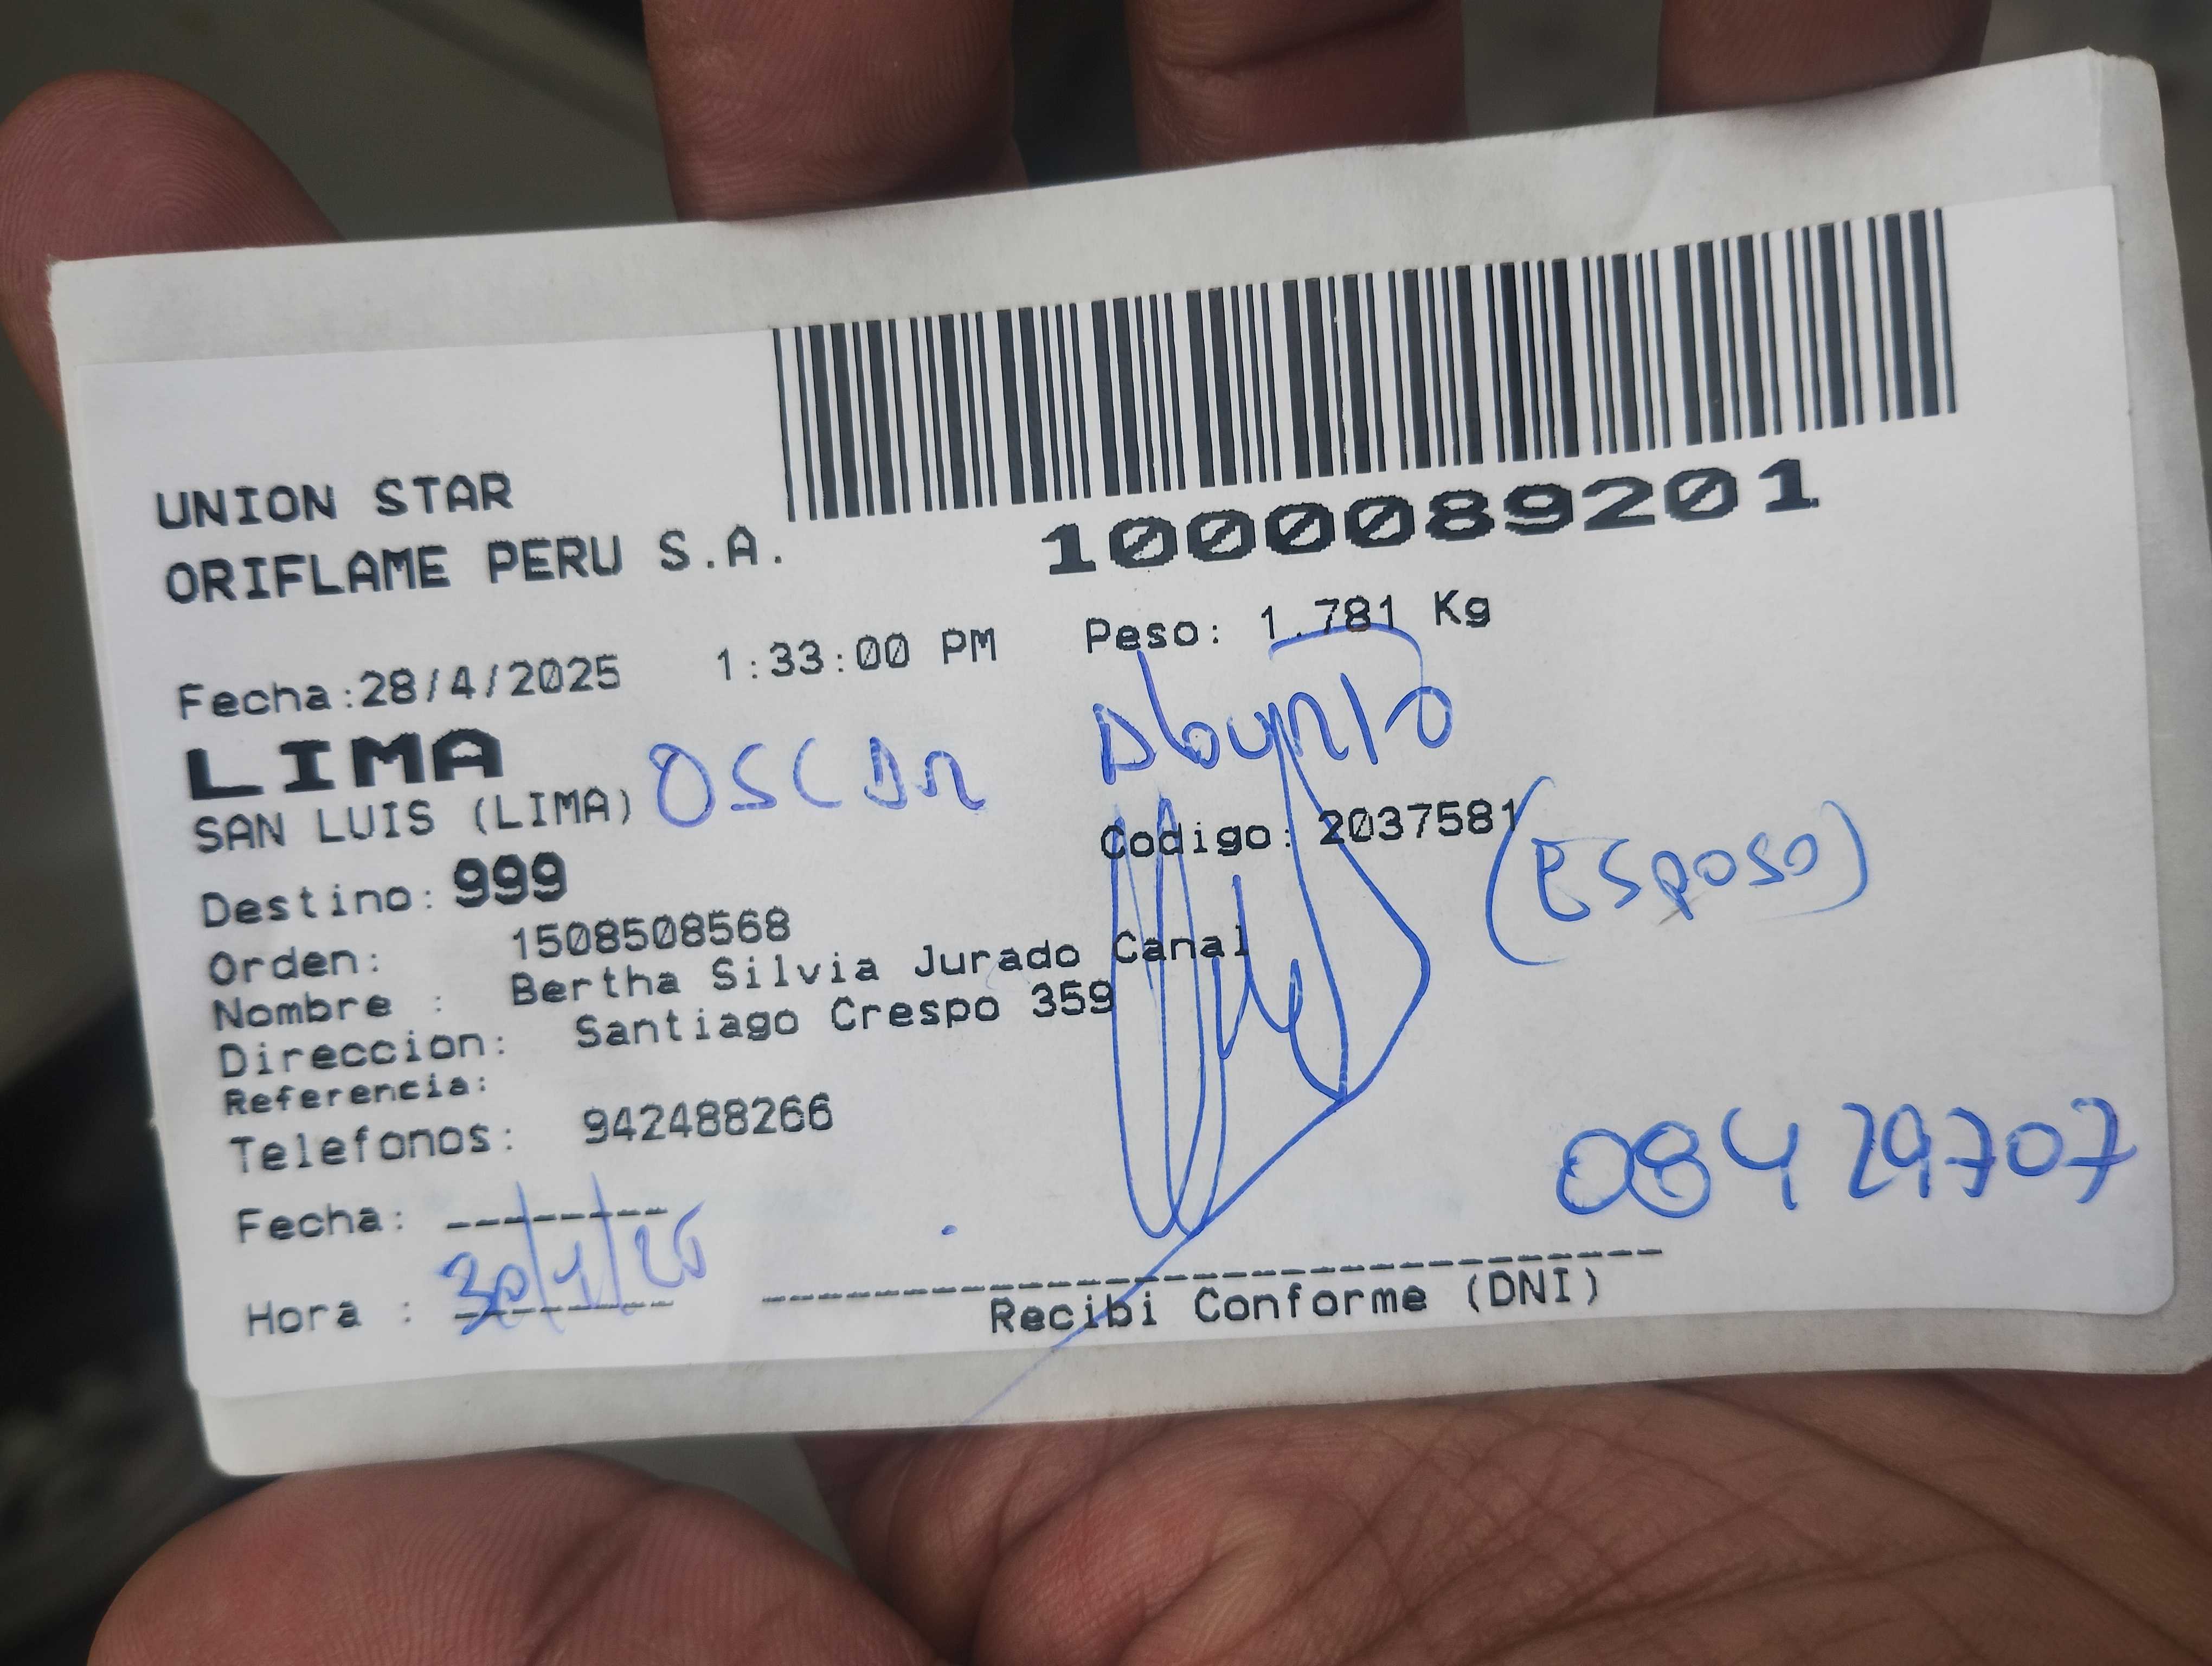 UNION STAR
ORIFLAME PERU S.A.
1000089201
Fecha:28/4/2025 1:33:00 PM Peso: 1.781 Kg
LIMA
SAN LUIS (LIMA) OSCAR Aburto
Codigo: 2037581 (Esposo)
Destino: 999
Orden: 1508508568
Nombre : Bertha Silvia Jurado Canal
Direccion: Santiago Crespo 359
Referencia:
Telefonos: 942488266
08429707
Fecha:
30/4/25
Hora :
Recibi Conforme (DNI)